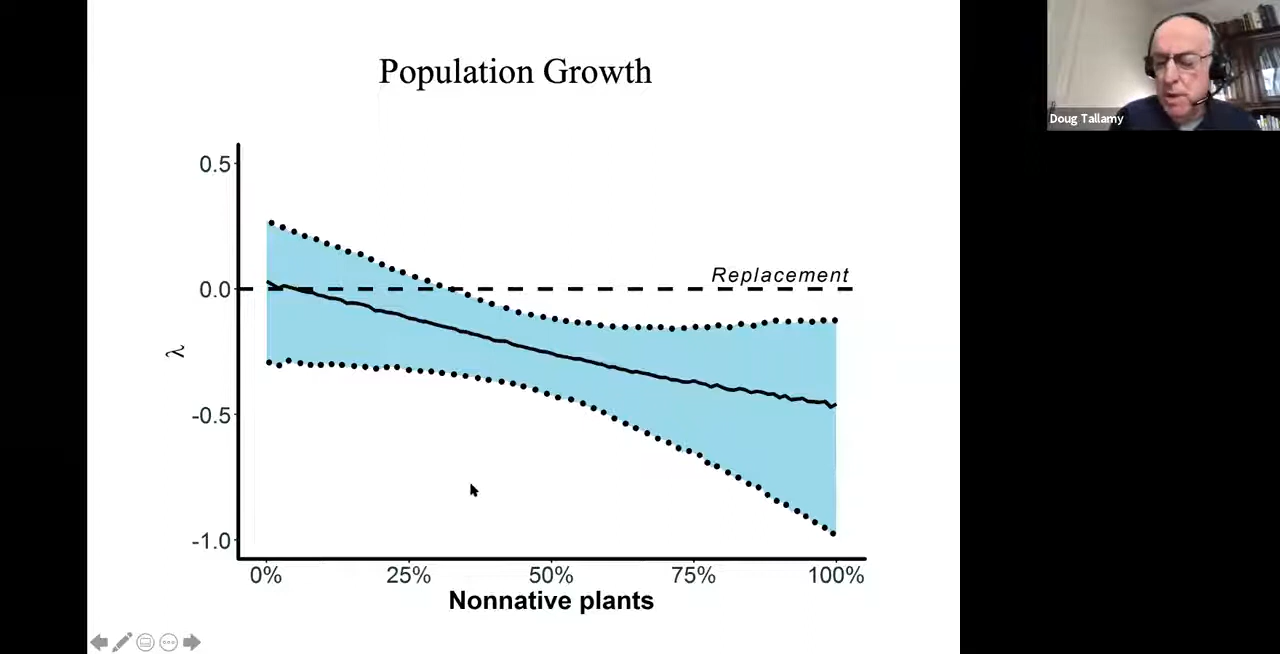 Population Growth
Doug Tallamy
0.5
Replacement
0.0
λ
-0.5
-1.0
0% 25% 50% 75% 100%
Nonnative plants